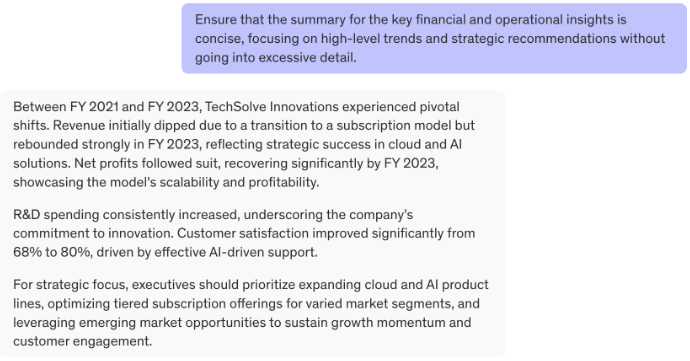 Ensure that the summary for the key financial and operational insights is
concise, focusing on high-level trends and strategic recommendations without
going into excessive detail.
Between FY 2021 and FY 2023, TechSolve Innovations experienced pivotal
shifts. Revenue initially dipped due to a transition to a subscription model but
rebounded strongly in FY 2023, reflecting strategic success in cloud and AI
solutions. Net profits followed suit, recovering significantly by FY 2023,
showcasing the model's scalability and profitability.
R&D spending consistently increased, underscoring the company's
commitment to innovation. Customer satisfaction improved significantly from
68% to 80%, driven by effective AI-driven support.
For strategic focus, executives should prioritize expanding cloud and AI product
lines, optimizing tiered subscription offerings for varied market segments, and
leveraging emerging market opportunities to sustain growth momentum and
customer engagement.